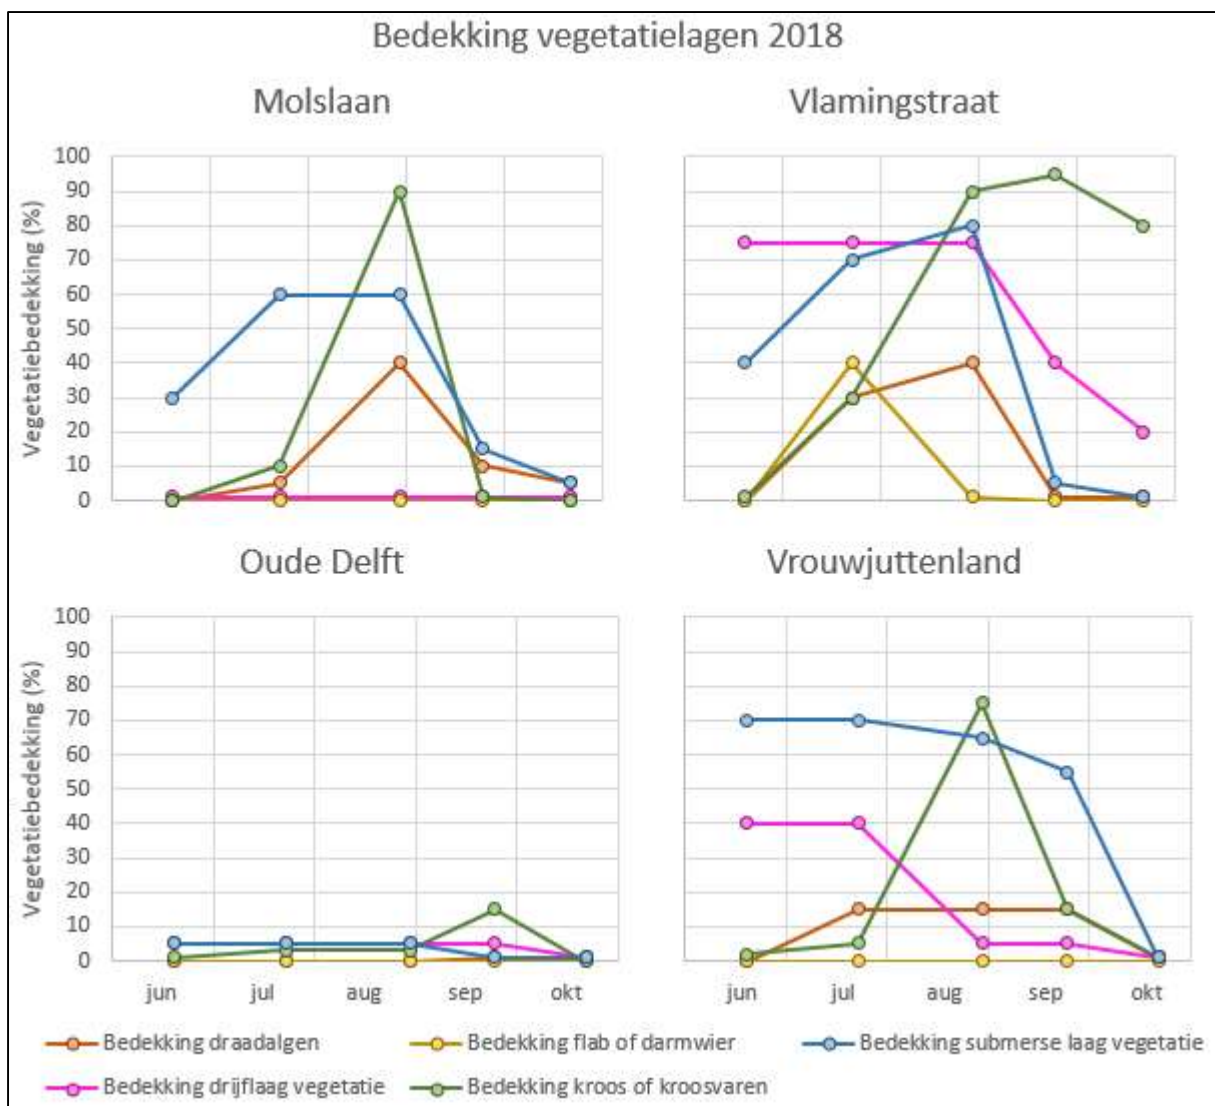 Bedekking vegetatielagen 2018
Molslaan
Vlamingstraat
Vegetatiebedekking (%)
100
90
80
70
60
50
40
30
20
10
0
Oude Delft
Vrouwjuttenland
Vegetatiebedekking (%)
100
90
80
70
60
50
40
30
20
10
0
jun jul aug sep okt
jun jul aug sep okt
Bedekking draadalgen
Bedekking flab of darmwier
Bedekking submerse laag vegetatie
Bedekking drijflaag vegetatie
Bedekking kroos of kroosvaren